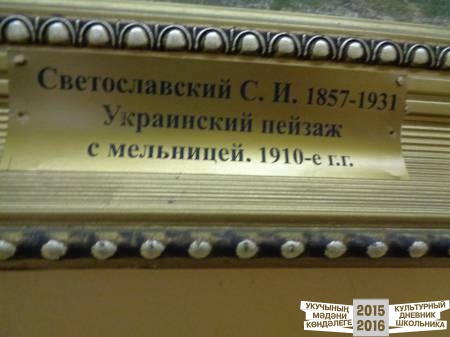 Светославский С. И. 1857-1931
Украинский пейзаж
с мельницей. 1910-е г.г.
УКУЧЫНЫҢ
МӘДӘНИ
КӨНДӘЛЕГЕ
2015
2016
КУЛЬТУРНЫЙ
ДНЕВНИК
ШКОЛЬНИКА